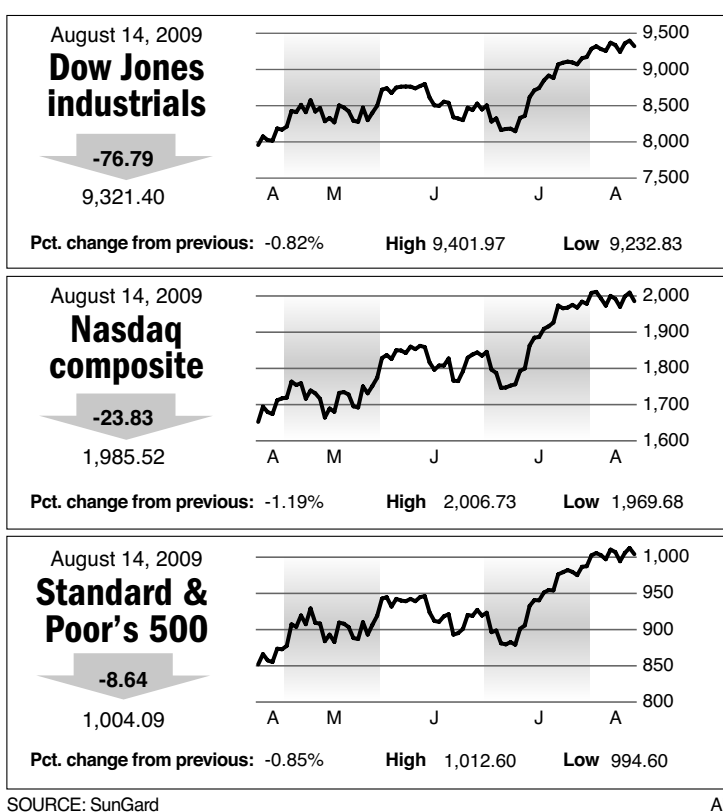 August 14, 2009
Dow Jones
industrials
-76.79
9,321.40
9,500
9,000
8,500
8,000
7,500
A M J J A
Pct. change from previous: -0.82% High 9,401.97 Low 9,232.83
August 14, 2009
Nasdaq
composite
-23.83
1,985.52
2,000
1,900
1,800
1,700
1,600
A M J J A
Pct. change from previous: -1.19% High 2,006.73 Low 1,969.68
August 14, 2009
Standard &
Poor's 500
-8.64
1,004.09
1,000
950
900
850
800
A M J J A
Pct. change from previous: -0.85% High 1,012.60 Low 994.60
SOURCE: SunGard